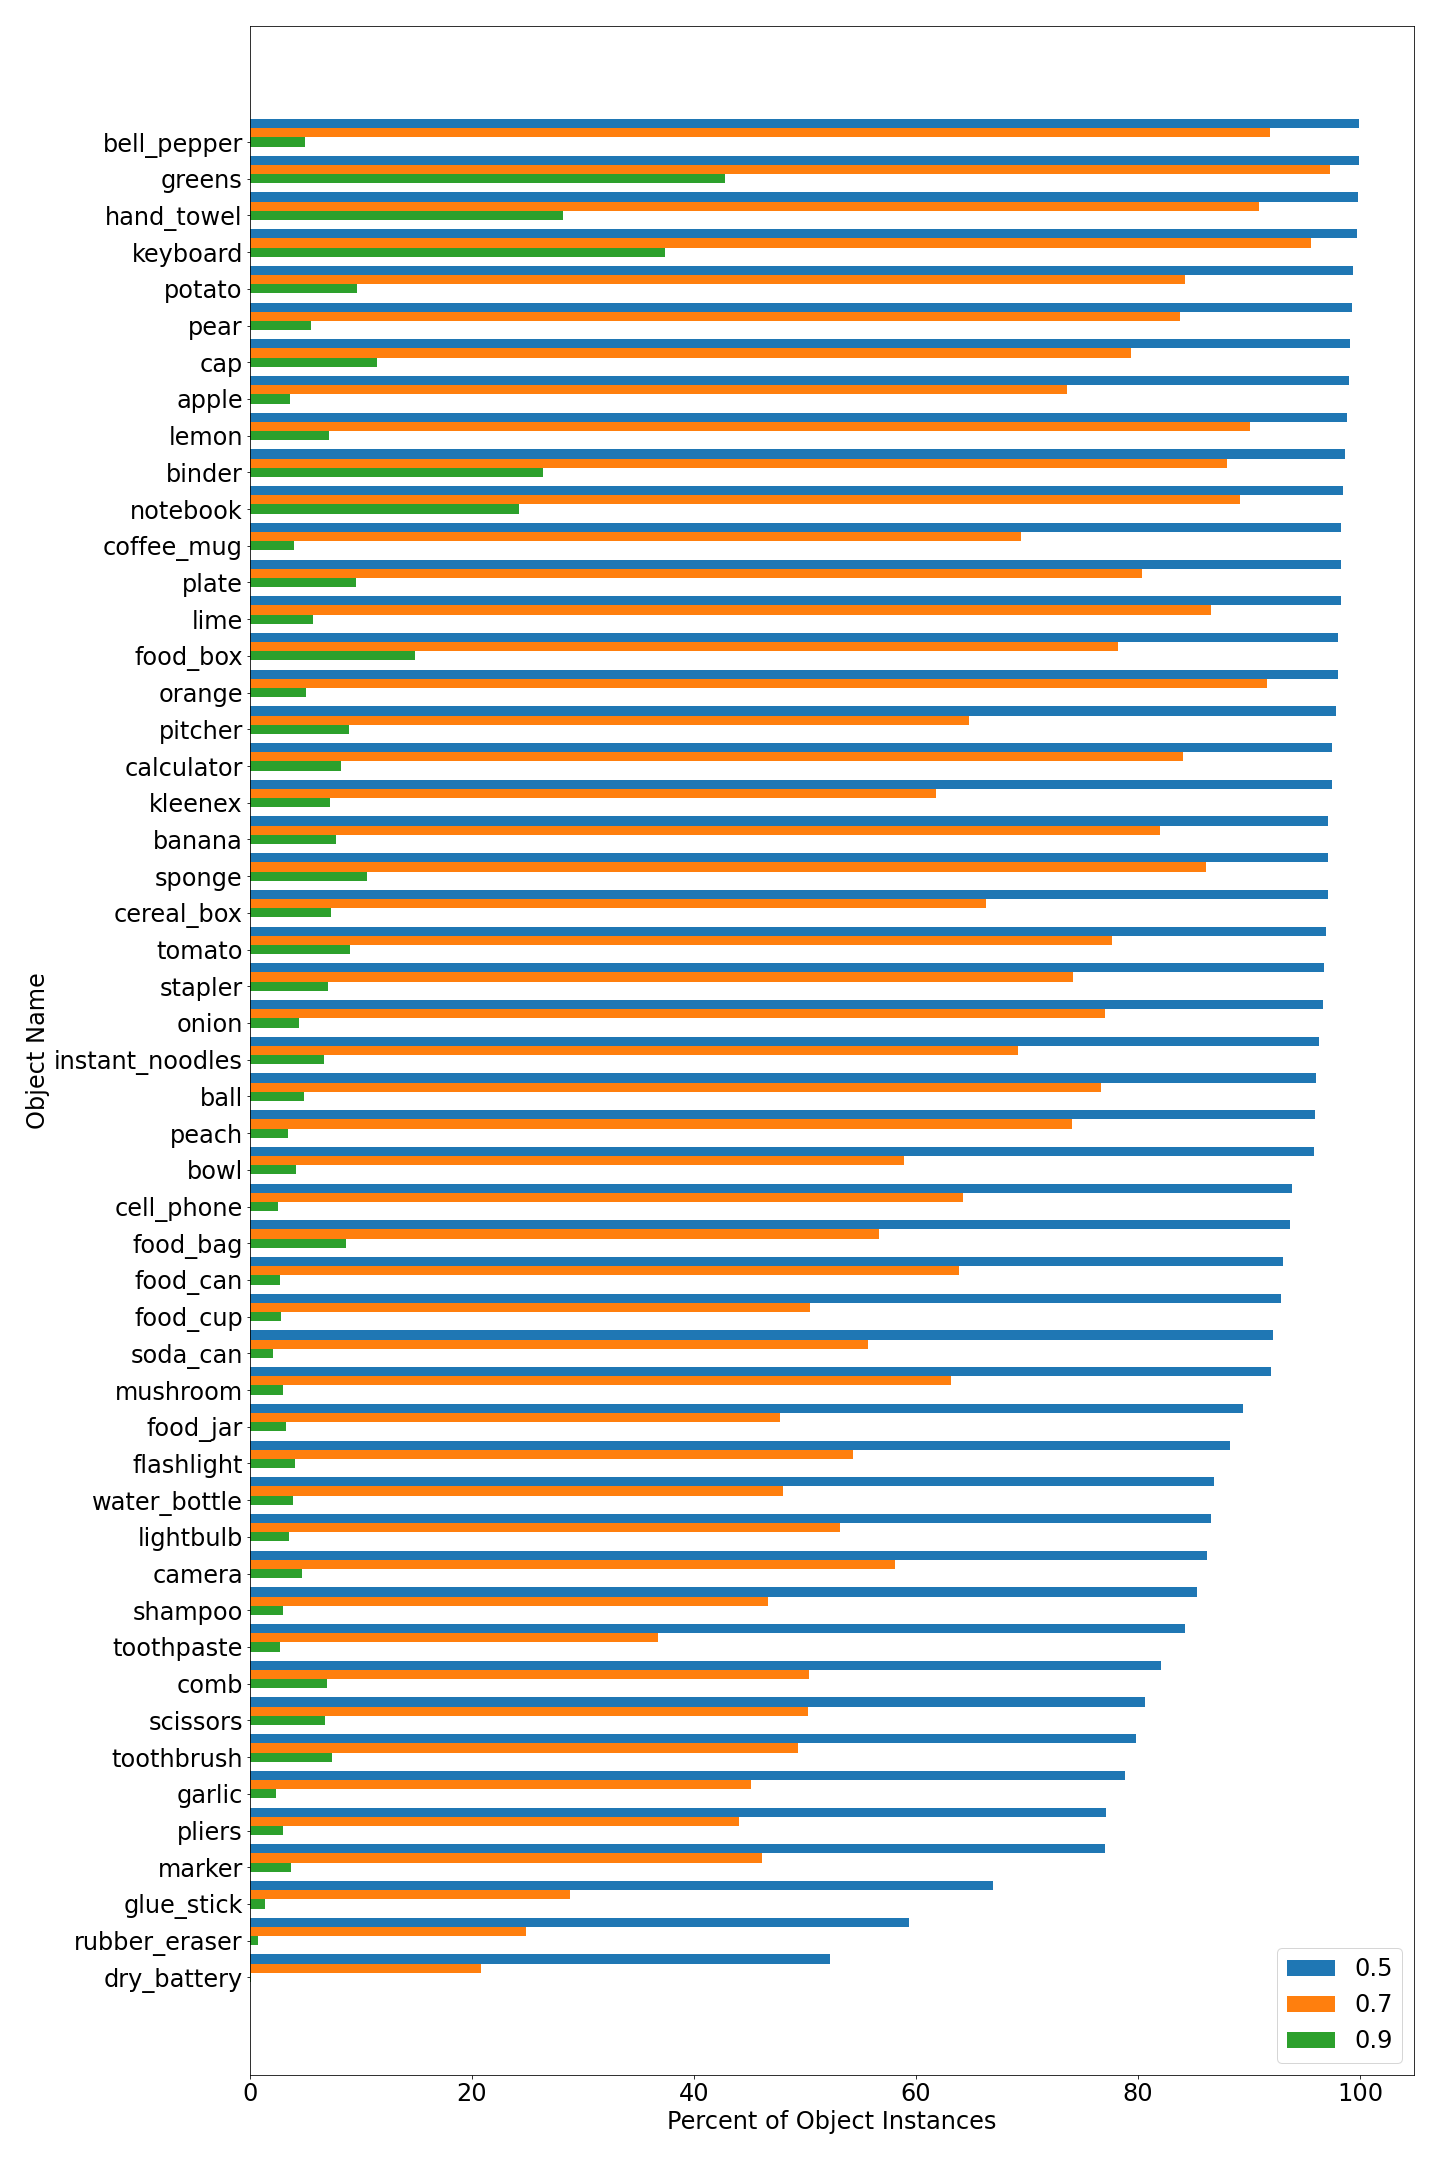 bell_pepper
greens
hand_towel
keyboard
potato
pear
cap
apple
lemon
binder
notebook
coffee_mug
plate
lime
food_box
orange
pitcher
calculator
kleenex
banana
sponge
cereal_box
tomato
stapler
onion
instant_noodles
ball
peach
bowl
cell_phone
food_bag
food_can
food_cup
soda_can
mushroom
food_jar
flashlight
water_bottle
lightbulb
camera
shampoo
toothpaste
comb
scissors
toothbrush
garlic
pliers
marker
glue_stick
rubber_eraser
dry_battery
Object Name
0.5
0.7
0.9
0 20 40 60 80 100
Percent of Object Instances